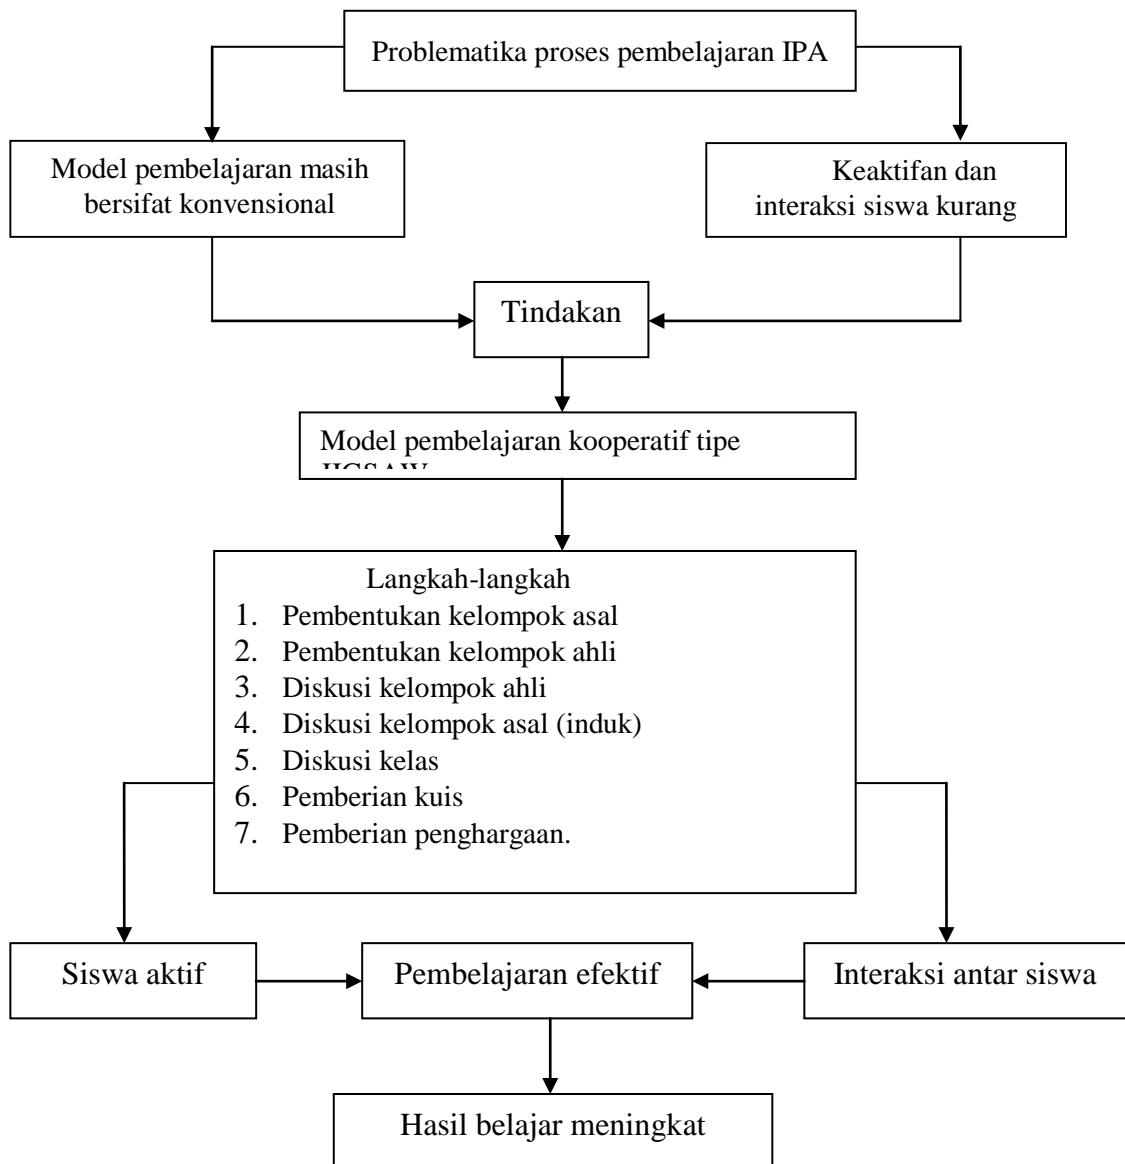 Problematika proses pembelajaran IPA
Model pembelajaran masih
bersifat konvensional
Keaktifan dan
interaksi siswa kurang
Tindakan
Model pembelajaran kooperatif tipe
JIGSAW
Langkah-langkah
1. Pembentukan kelompok asal
2. Pembentukan kelompok ahli
3. Diskusi kelompok ahli
4. Diskusi kelompok asal (induk)
5. Diskusi kelas
6. Pemberian kuis
7. Pemberian penghargaan.
Siswa aktif
Pembelajaran efektif
Interaksi antar siswa
Hasil belajar meningkat